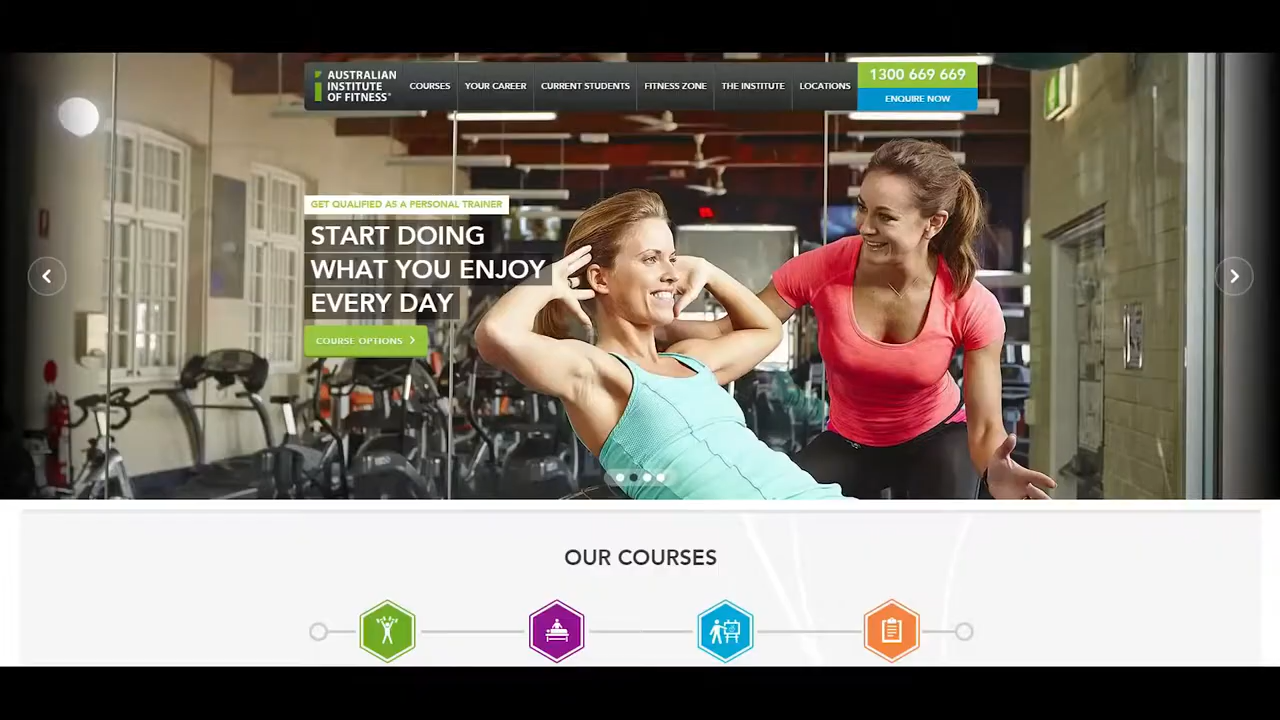 AUSTRALIAN
INSTITUTE
OF FITNESS
COURSES
YOUR CAREER
CURRENT STUDENTS
FITNESS ZONE
THE INSTITUTE
LOCATIONS
1300 669 669
ENQUIRE NOW
GET QUALIFIED AS A PERSONAL TRAINER
START DOING
WHAT YOU ENJOY
EVERY DAY
COURSE OPTIONS
OUR COURSES